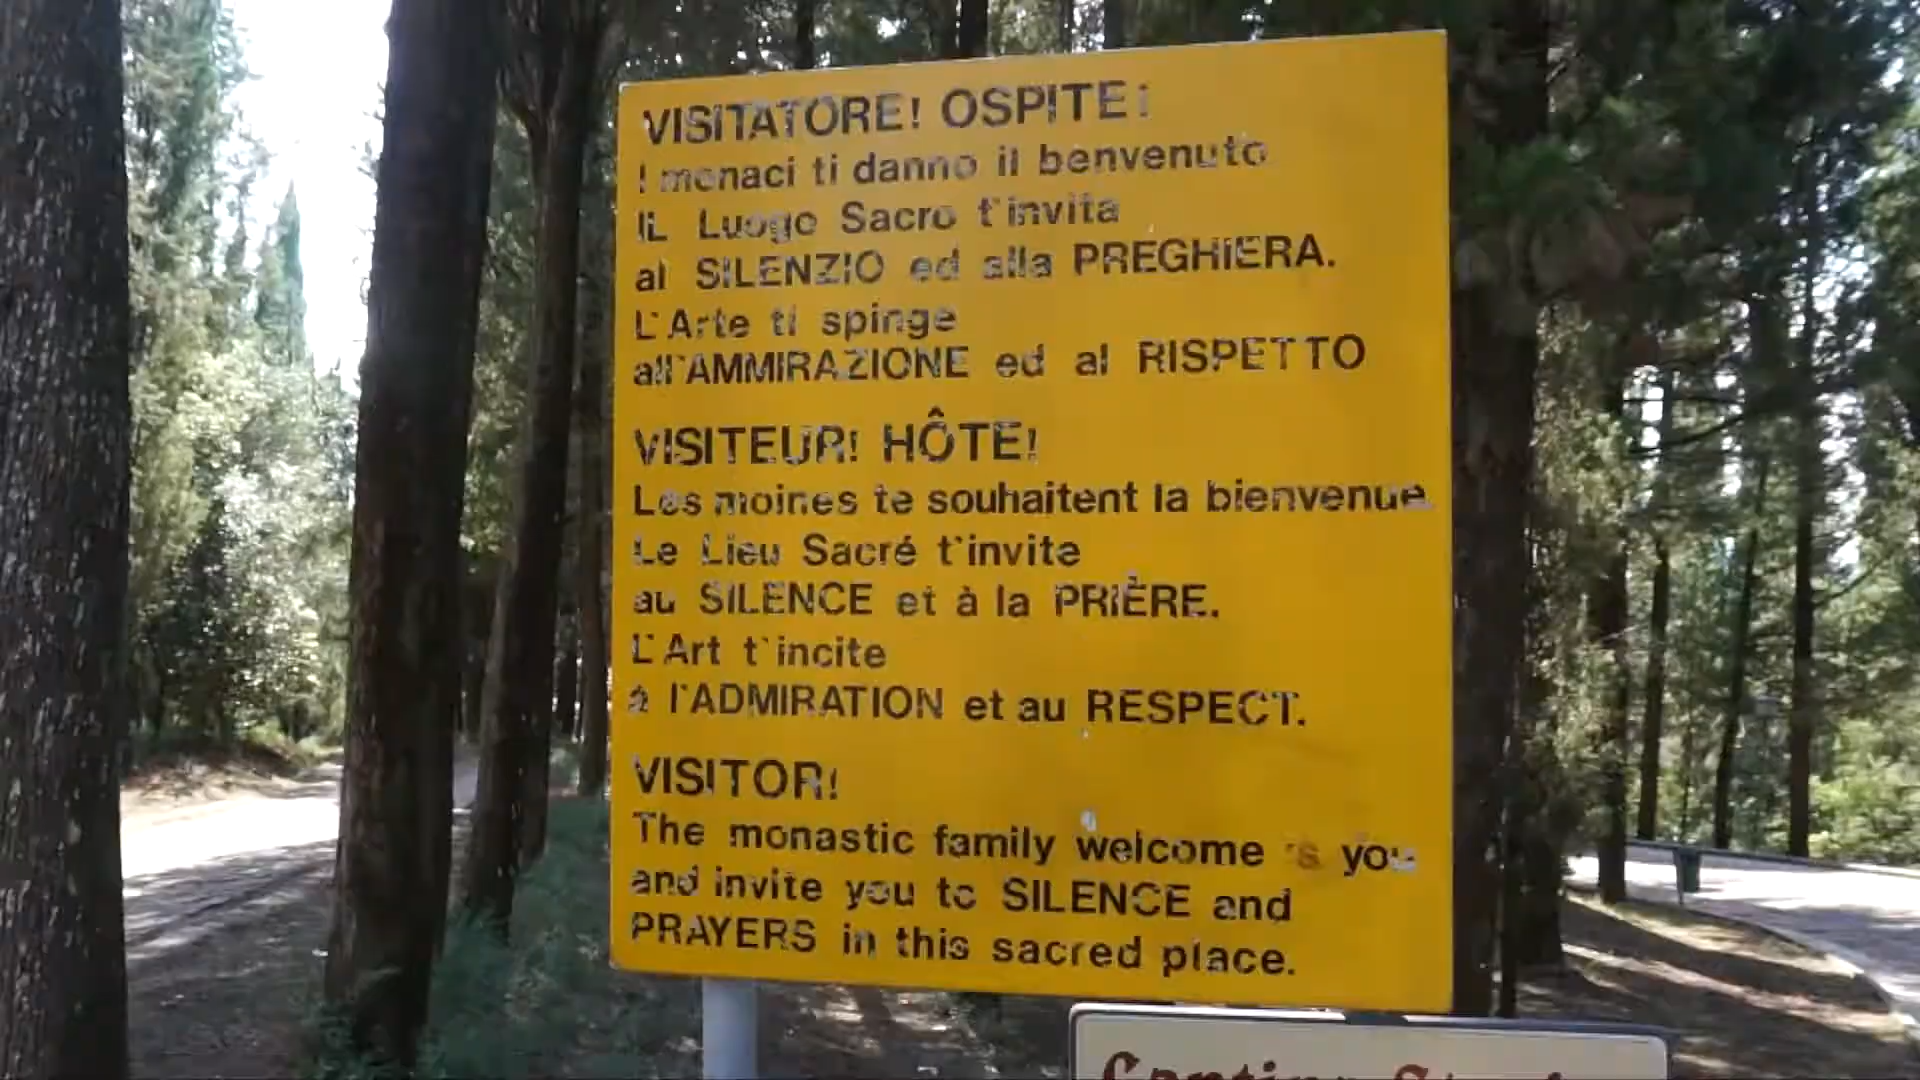 VISITATORE! OSPITE!
I monaci ti danno il benvenuto
IL Luogo Sacro t'invita
al SILENZIO ed alla PREGHIERA.
L'Arte ti spinge
all'AMMIRAZIONE ed al RISPETTO
VISITEUR! HÔTE!
Les moines te souhaitent la bienvenue.
Le Lieu Sacré t'invite
au SILENCE et à la PRIÈRE.
L'Art t'incite
à l'ADMIRATION et au RESPECT.
VISITOR!
The monastic family welcome s you
and invite you to SILENCE and
PRAYERS in this sacred place.